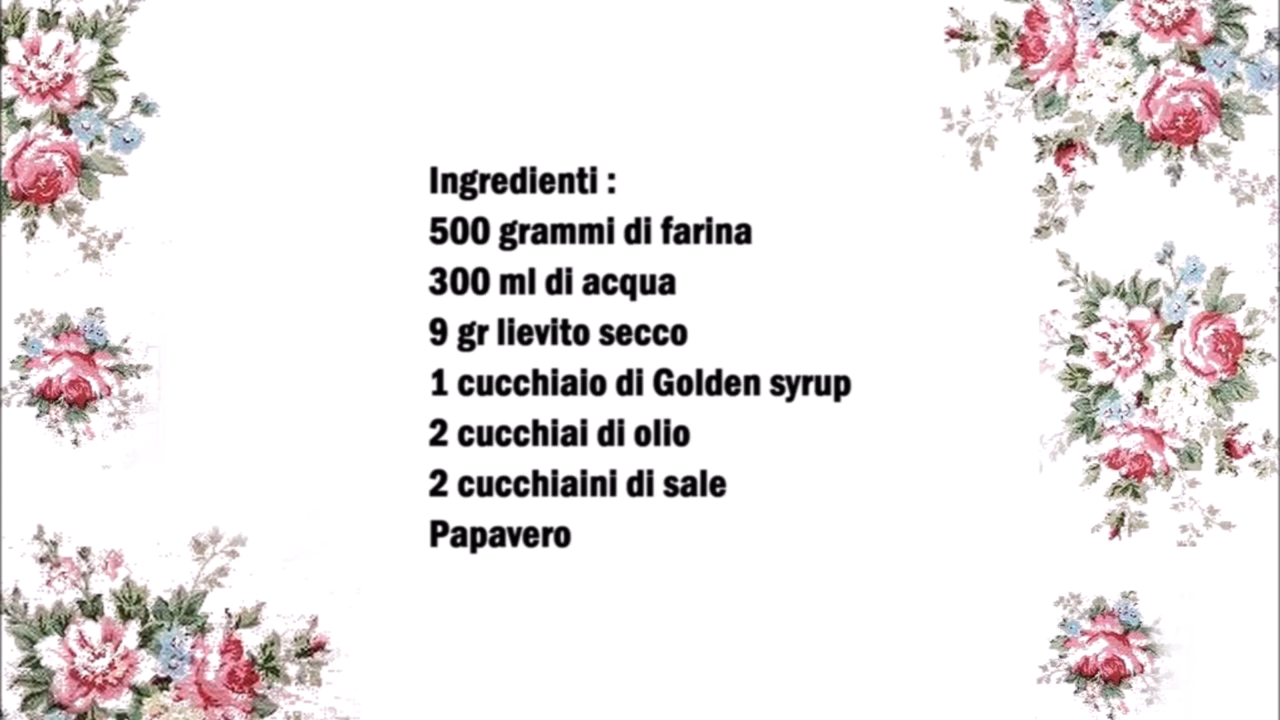 Ingredienti :
500 grammi di farina
300 ml di acqua
9 gr lievito secco
1 cucchiaio di Golden syrup
2 cucchiai di olio
2 cucchiaini di sale
Papavero